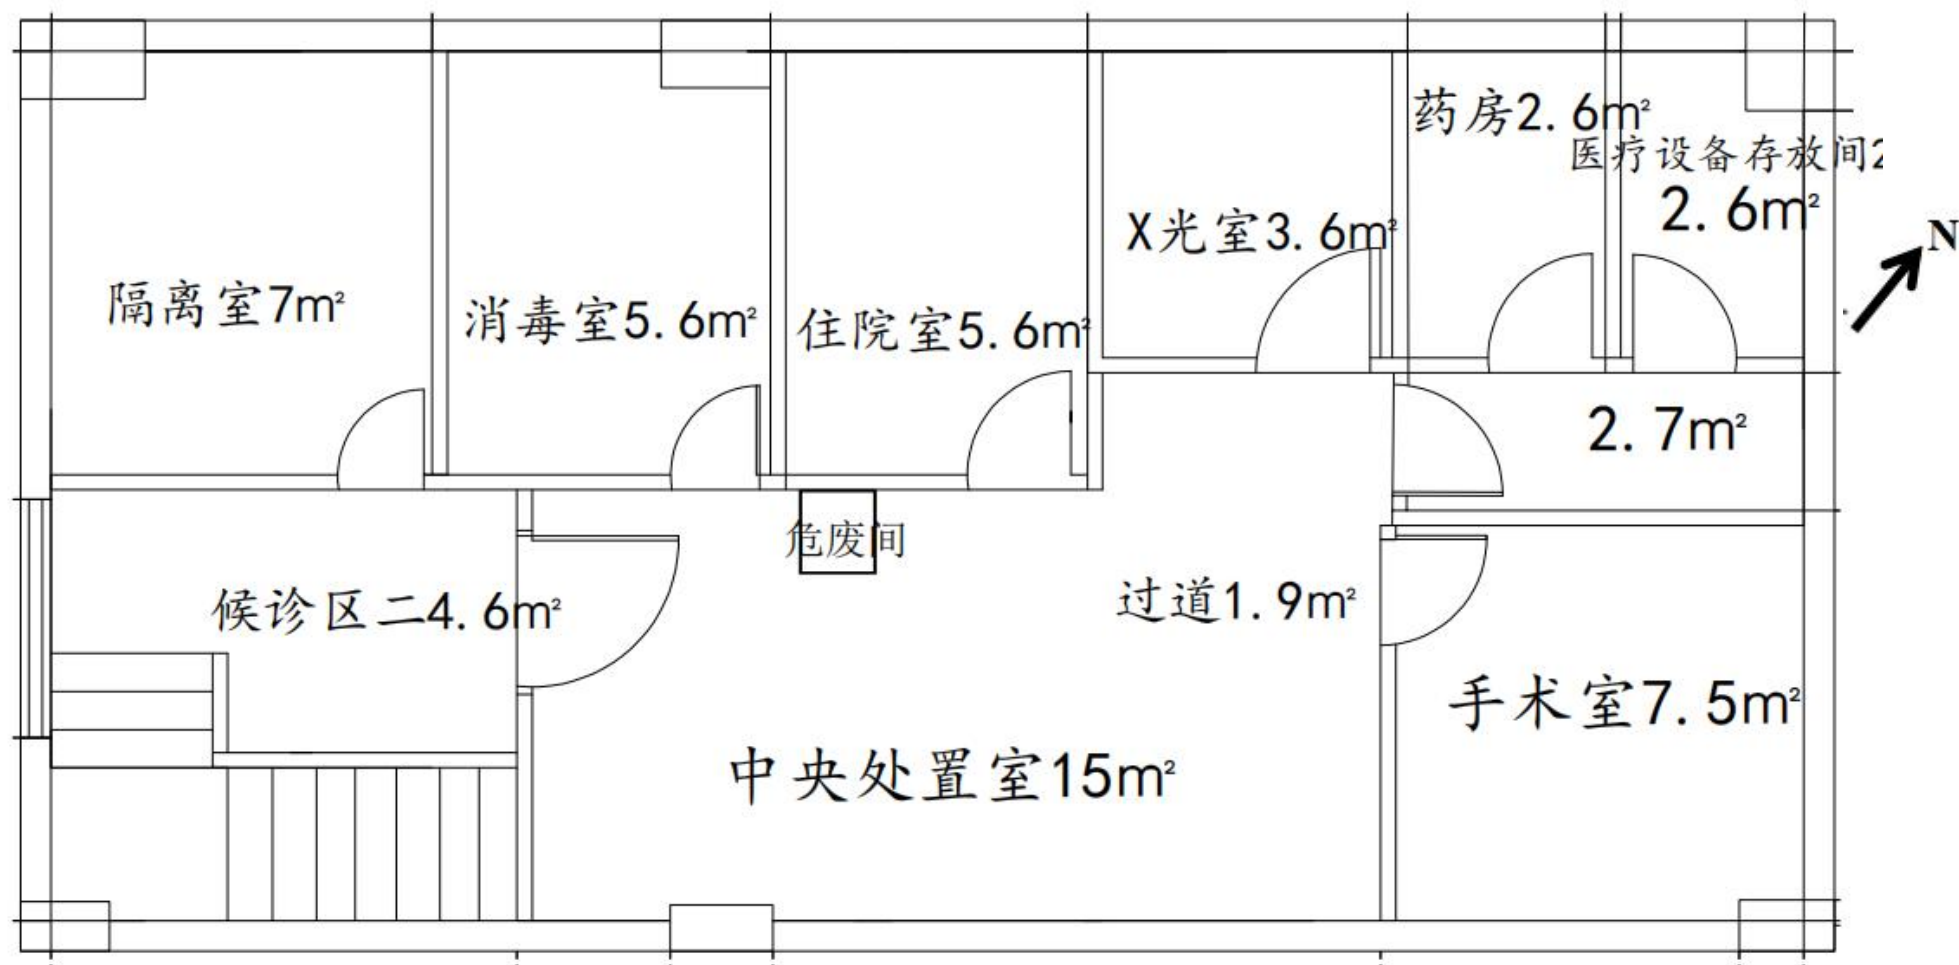 药房2.6m²
医疗设备存放间2
2.6m²
N
X光室3.6m²
隔离室7m²
消毒室5.6m²
住院室5.6m²
2.7m²
危废间
候诊区二4.6m²
过道1.9m²
手术室7.5m²
中央处置室15m²